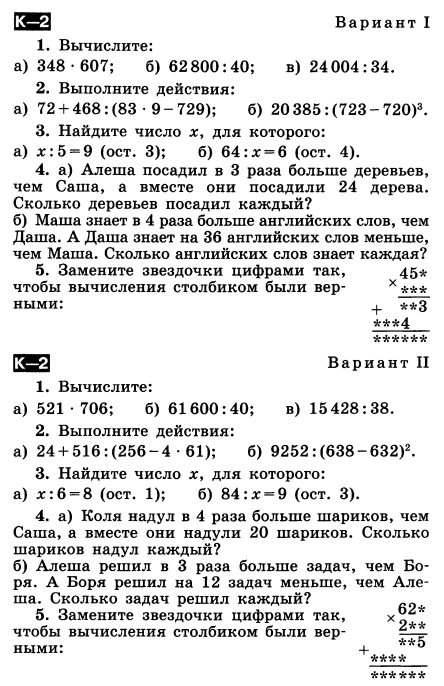 К–2 Вариант I
1. Вычислите:
а) 348 · 607; б) 62 800 : 40; в) 24 004 : 34.
2. Выполните действия:
а) 72 + 468 : (83 · 9 – 729); б) 20 385 : (723 – 720)³.
3. Найдите число x, для которого:
а) x : 5 = 9 (ост. 3); б) 64 : x = 6 (ост. 4).
4. а) Алеша посадил в 3 раза больше деревьев,
чем Саша, а вместе они посадили 24 дерева.
Сколько деревьев посадил каждый?
б) Маша знает в 4 раза больше английских слов, чем
Даша. А Даша знает на 36 английских слов меньше,
чем Маша. Сколько английских слов знает каждая?
5. Замените звездочки цифрами так,
чтобы вычисления столбиком были вер-
ными:
45*
× ***
+ **3
***4
******
К–2 Вариант II
1. Вычислите:
а) 521 · 706; б) 61 600 : 40; в) 15 428 : 38.
2. Выполните действия:
а) 24 + 516 : (256 – 4 · 61); б) 9252 : (638 – 632)².
3. Найдите число x, для которого:
а) x : 6 = 8 (ост. 1); б) 84 : x = 9 (ост. 3).
4. а) Коля надул в 4 раза больше шариков, чем
Саша, а вместе они надули 20 шариков. Сколько
шариков надул каждый?
б) Алеша решил в 3 раза больше задач, чем Бо-
ря. А Боря решил на 12 задач меньше, чем Але-
ша. Сколько задач решил каждый?
5. Замените звездочки цифрами так,
чтобы вычисления столбиком были вер-
ными:
62*
× 2**
**5
+ ****
******